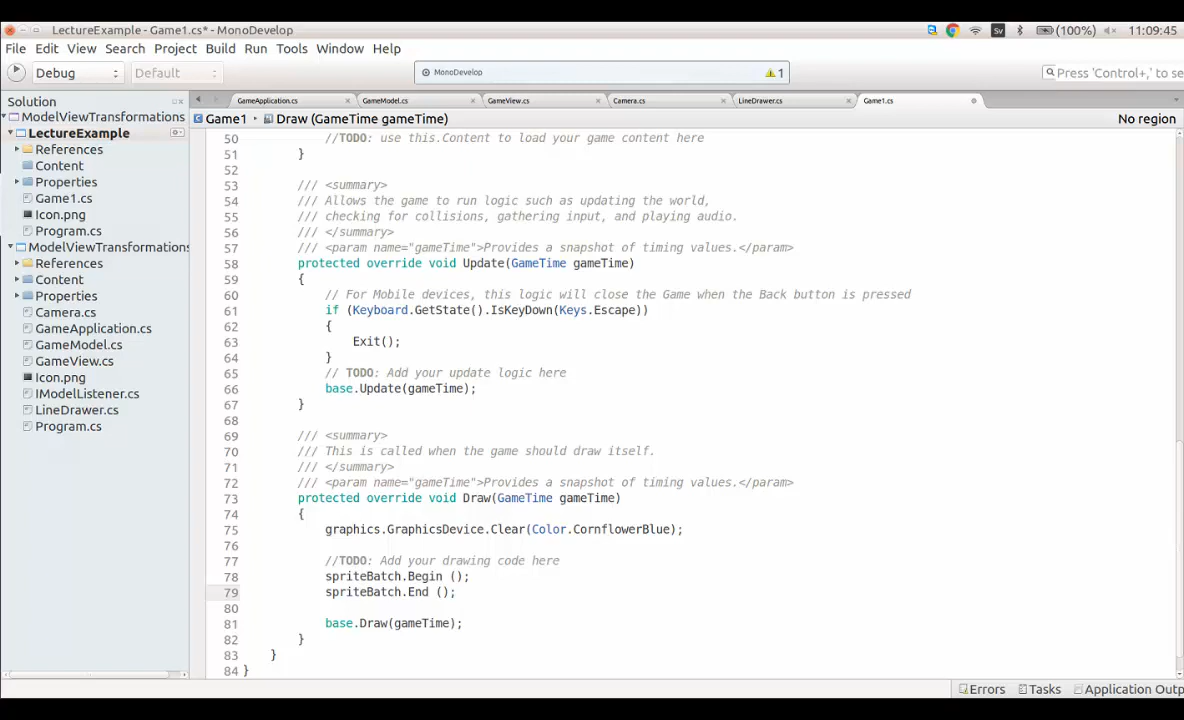 LectureExample - Game1.cs* - MonoDevelop
Sv (100%) 11:09:45
File Edit View Search Project Build Run Tools Window Help
Debug Default MonoDevelop 1 Press 'Control+,' to se
Solution GameApplication.cs GameModel.cs GameView.cs Camera.cs LineDrawer.cs Game1.cs
Game1 Draw (GameTime gameTime) No region
ModelViewTransformations
LectureExample
References
Content
Properties
Game1.cs
Icon.png
Program.cs
ModelViewTransformations
References
Content
Properties
Camera.cs
GameApplication.cs
GameModel.cs
GameView.cs
Icon.png
IModelListener.cs
LineDrawer.cs
Program.cs
50 //TODO: use this.Content to load your game content here
51 }
52
53 /// <summary>
54 /// Allows the game to run logic such as updating the world,
55 /// checking for collisions, gathering input, and playing audio.
56 /// </summary>
57 /// <param name="gameTime">Provides a snapshot of timing values.</param>
58 protected override void Update(GameTime gameTime)
59 {
60 // For Mobile devices, this logic will close the Game when the Back button is pressed
61 if (Keyboard.GetState().IsKeyDown(Keys.Escape))
62 {
63 Exit();
64 }
65 // TODO: Add your update logic here
66 base.Update(gameTime);
67 }
68
69 /// <summary>
70 /// This is called when the game should draw itself.
71 /// </summary>
72 /// <param name="gameTime">Provides a snapshot of timing values.</param>
73 protected override void Draw(GameTime gameTime)
74 {
75 graphics.GraphicsDevice.Clear(Color.CornflowerBlue);
76
77 //TODO: Add your drawing code here
78 spriteBatch.Begin ();
79 spriteBatch.End ();
80
81 base.Draw(gameTime);
82 }
83 }
84 }
Errors Tasks Application Outp